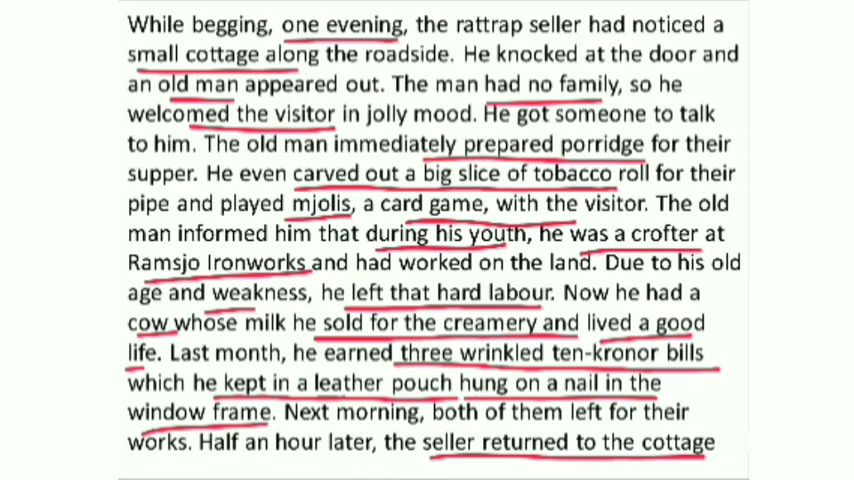 While begging, one evening, the rattrap seller had noticed a
small cottage along the roadside. He knocked at the door and
an old man appeared out. The man had no family, so he
welcomed the visitor in jolly mood. He got someone to talk
to him. The old man immediately prepared porridge for their
supper. He even carved out a big slice of tobacco roll for their
pipe and played mjolis, a card game, with the visitor. The old
man informed him that during his youth, he was a crofter at
Ramsjo Ironworks and had worked on the land. Due to his old
age and weakness, he left that hard labour. Now he had a
cow whose milk he sold for the creamery and lived a good
life. Last month, he earned three wrinkled ten-kronor bills
which he kept in a leather pouch hung on a nail in the
window frame. Next morning, both of them left for their
works. Half an hour later, the seller returned to the cottage